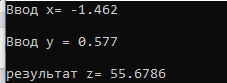 Ввод x= -1.462
Ввод y = 0.577
результат z= 55.6786